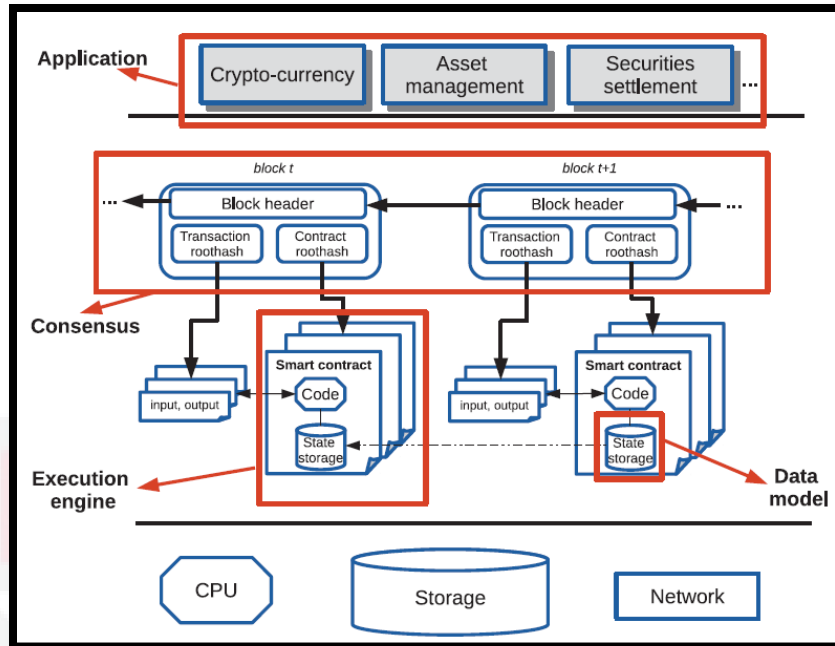 Application
Crypto-currency
Asset
management
Securities
settlement
...
block t
block t+1
...
Block header
Block header
...
Transaction
roothash
Contract
roothash
Transaction
roothash
Contract
roothash
Consensus
Smart contract
Smart contract
Code
Code
input, output
input, output
State
storage
State
storage
Execution
engine
Data
model
CPU
Storage
Network